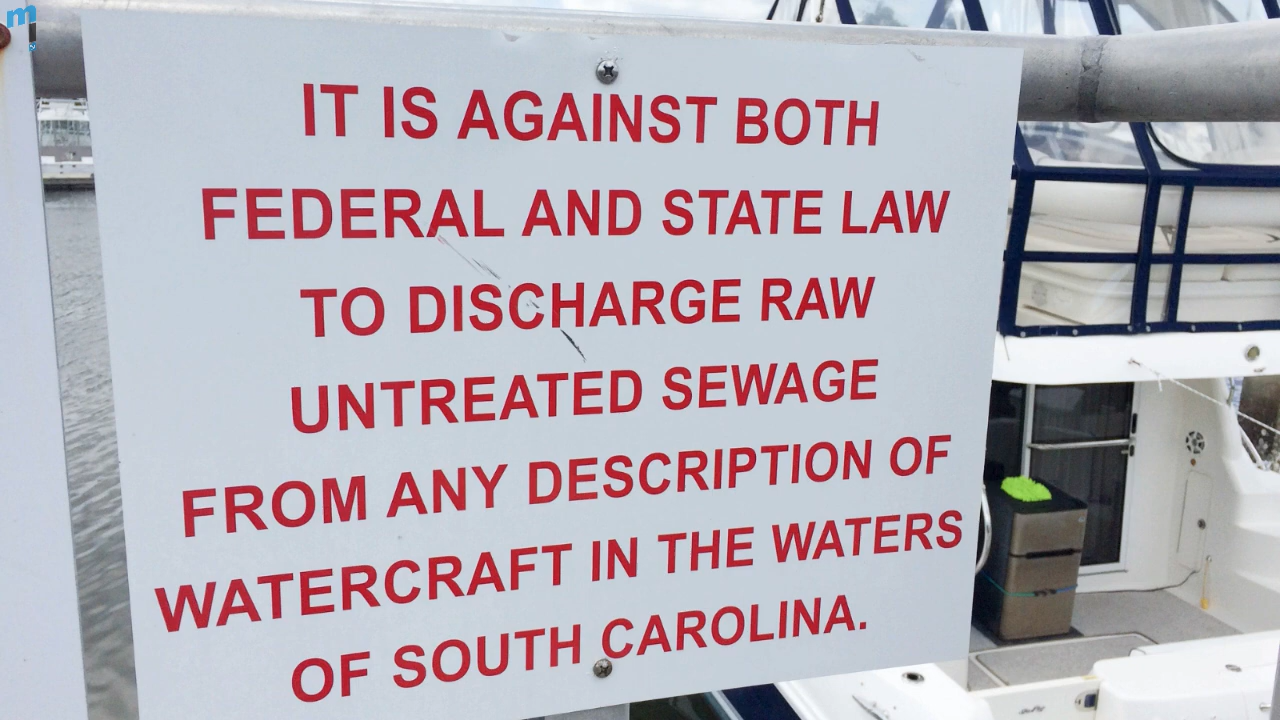 IT IS AGAINST BOTH
FEDERAL AND STATE LAW
TO DISCHARGE RAW
UNTREATED SEWAGE
FROM ANY DESCRIPTION OF
WATERCRAFT IN THE WATERS
OF SOUTH CAROLINA.